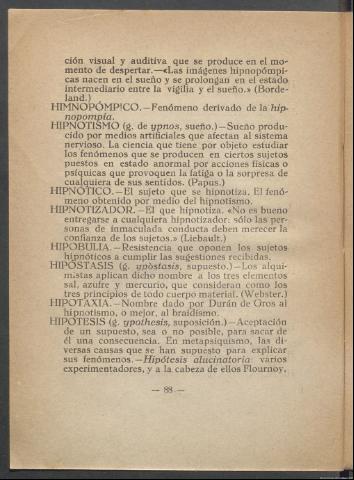 ción visual y auditiva que se produce en el mo-
mento de despertar.—«Las imágenes hipnopómpi-
cas nacen en el sueño y se prolongan en el estado
intermediario entre la vigilia y el sueño.» (Borde-
land.)
HIMNOPÓMPICO.—Fenómeno derivado de la hip-
nopompia.
HIPNOTISMO (g. de ypnos, sueño.)—Sueño produ-
cido por medios artificiales que afectan al sistema
nervioso. La ciencia que tiene por objeto estudiar
los fenómenos que se producen en ciertos sujetos
puestos en estado anormal por acciones físicas o
psíquicas que provoquen la fatiga o la sorpresa de
cualquiera de sus sentidos. (Papus.)
HIPNÓTICO.—El sujeto que se hipnotiza. El fenó-
meno obtenido por medio del hipnotismo.
HIPNOTIZADOR.—El que hipnotiza. «No es bueno
entregarse a cualquiera hipnotizador: sólo las per-
sonas de inmaculada conducta deben merecer la
confianza de los sujetos.» (Liebault.)
HIPOBULIA.—Resistencia que oponen los sujetos
hipnóticos a cumplir las sugestiones recibidas.
HIPÓSTASIS (g. upóstasis, supuesto.)—Los alqui-
mistas aplican dicho nombre a los tres elementos
sal, azufre y mercurio, que consideran como los
tres principios de todo cuerpo material. (Webster.)
HIPOTAXIA.—Nombre dado por Durán de Gros al
hipnotismo, o mejor, al braidismo.
HIPÓTESIS (g. ypothesis, suposición.)—Aceptación
de un supuesto, sea o no posible, para sacar de
él una consecuencia. En metapsiquismo, las di-
versas causas que se han supuesto para explicar
sus fenómenos.—Hipótesis alucinatoria: varios
experimentadores, y a la cabeza de ellos Flournoy,
— 88 —